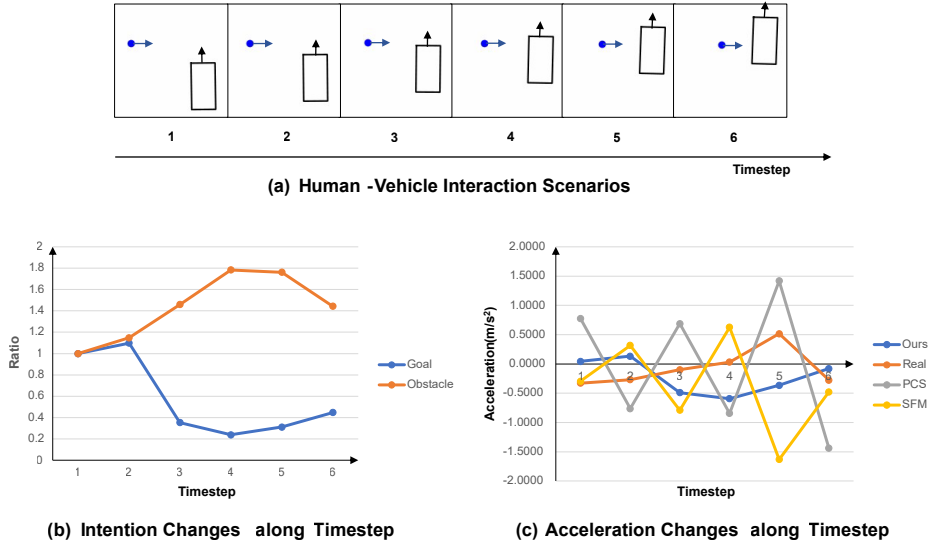 1 2 3 4 5 6
Timestep
(a) Human -Vehicle Interaction Scenarios
2
1.8
1.6
1.4
1.2
1
0.8
0.6
0.4
0.2
0
Ratio
1 2 3 4 5 6
Timestep
Goal
Obstacle
(b) Intention Changes along Timestep
2.0000
1.5000
1.0000
0.5000
0.0000
-0.5000
-1.0000
-1.5000
-2.0000
Acceleration(m/s²)
1 2 3 4 5 6
Timestep
Ours
Real
PCS
SFM
(c) Acceleration Changes along Timestep